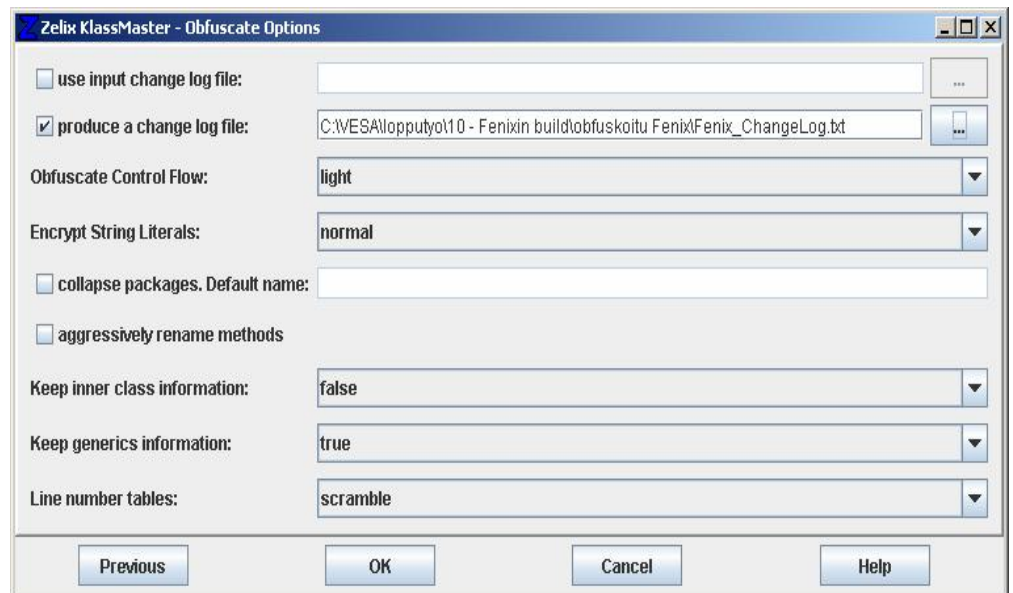 Zelix KlassMaster - Obfuscate Options
use input change log file:
...
produce a change log file: C:\VESA\lopputyo\10 - Fenixin build\obfuskoitu Fenix\Fenix_ChangeLog.txt
...
Obfuscate Control Flow: light
Encrypt String Literals: normal
collapse packages. Default name:
aggressively rename methods
Keep inner class information: false
Keep generics information: true
Line number tables: scramble
Previous OK Cancel Help